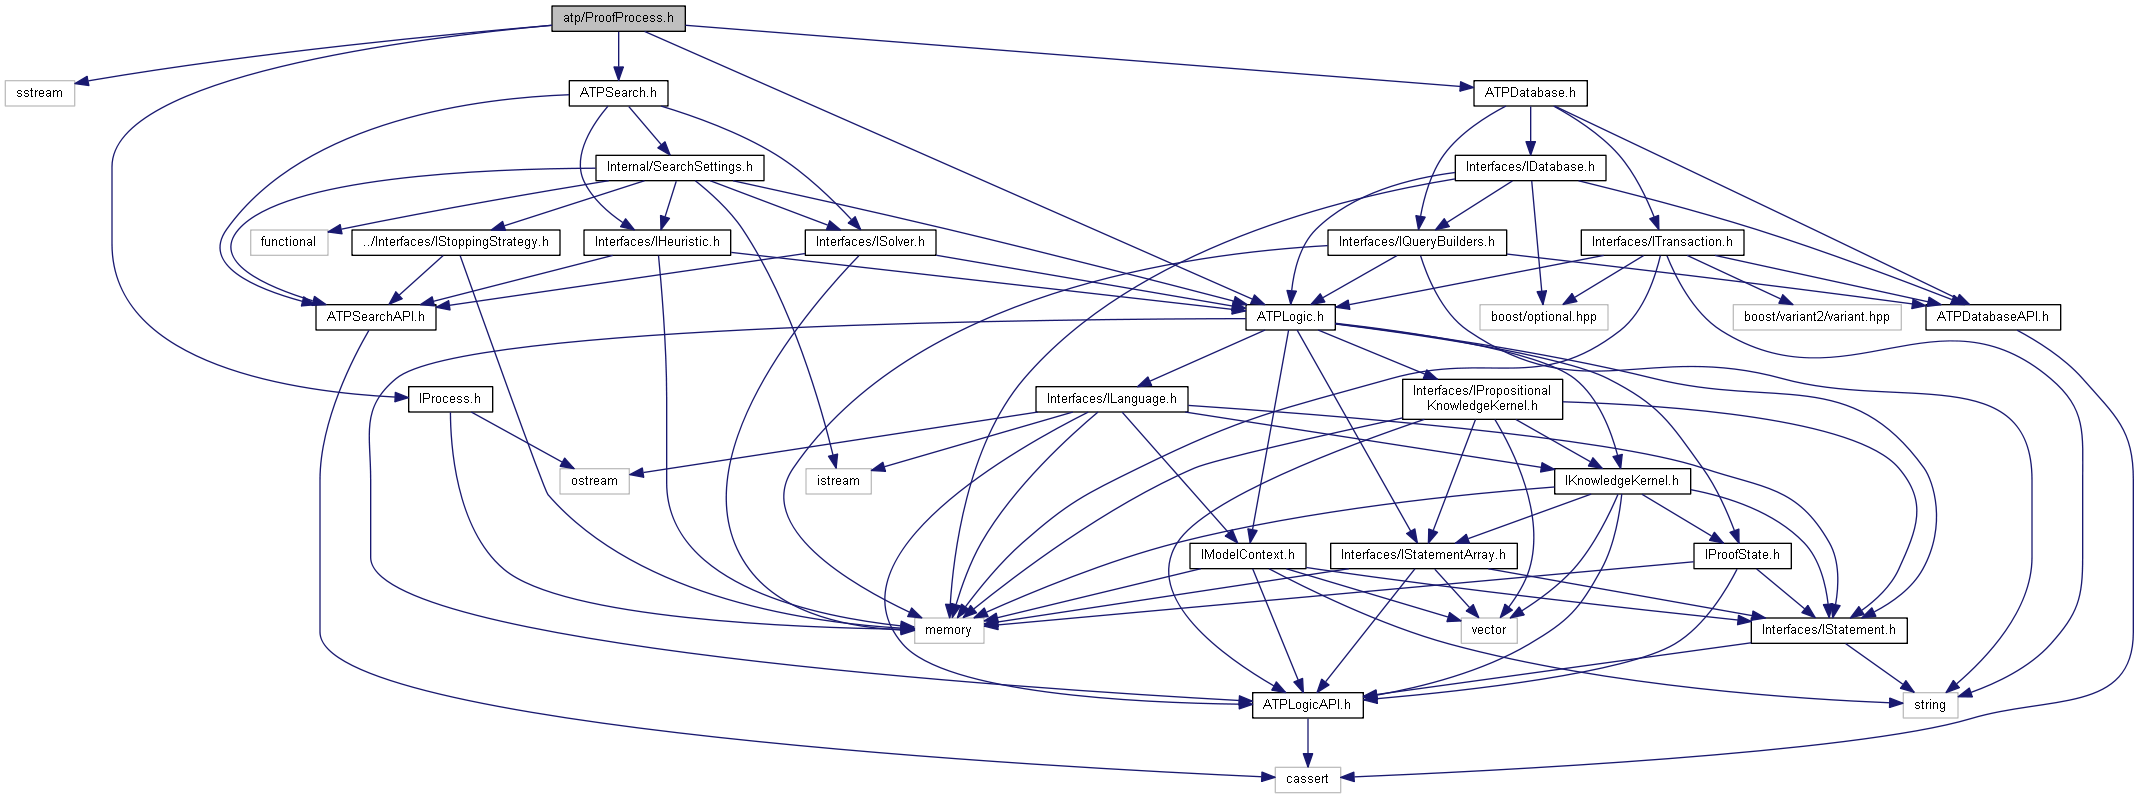 atp/ProofProcess.h
sstream
ATPSearch.h
ATPDatabase.h
Internal/SearchSettings.h
Interfaces/IDatabase.h
functional
../Interfaces/IStoppingStrategy.h
Interfaces/IHeuristic.h
Interfaces/ISolver.h
Interfaces/IQueryBuilders.h
Interfaces/ITransaction.h
ATPSearchAPI.h
ATPLogic.h
boost/optional.hpp
boost/variant2/variant.hpp
ATPDatabaseAPI.h
IProcess.h
Interfaces/ILanguage.h
Interfaces/IPropositional
KnowledgeKernel.h
ostream
istream
IKnowledgeKernel.h
IModelContext.h
Interfaces/IStatementArray.h
IProofState.h
memory
vector
Interfaces/IStatement.h
ATPLogicAPI.h
string
cassert